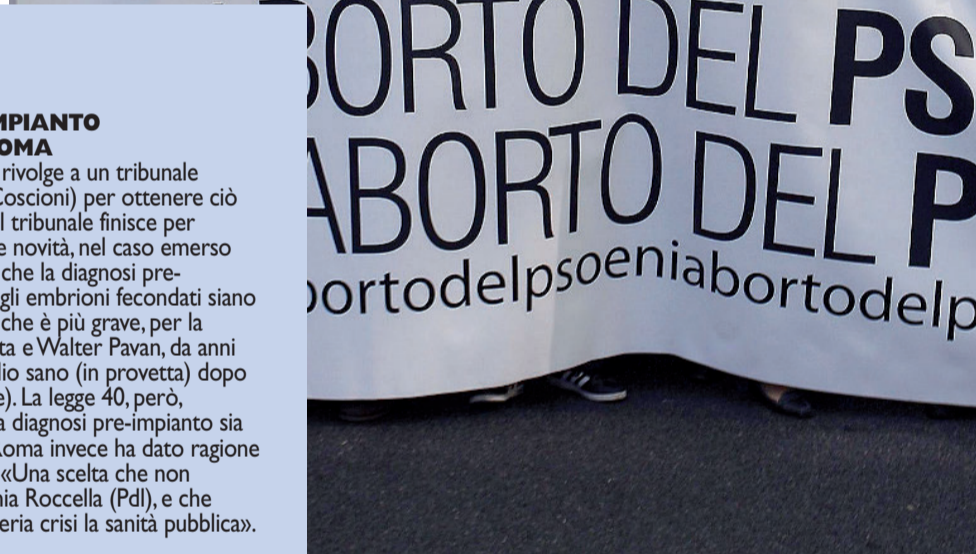 MPIANTO
OMA
rivolge a un tribunale
Coscioni) per ottenere ciò
l tribunale finisce per
e novità, nel caso emerso
che la diagnosi pre-
gli embrioni fecondati siano
che è più grave, per la
ta e Walter Pavan, da anni
lio sano (in provetta) dopo
e). La legge 40, però,
a diagnosi pre-impianto sia
Roma invece ha dato ragione
«Una scelta che non
nia Roccella (Pdl), e che
eria crisi la sanità pubblica».
BORTO DEL PS
ABORTO DEL P
bortodelpsoeniabortodelp